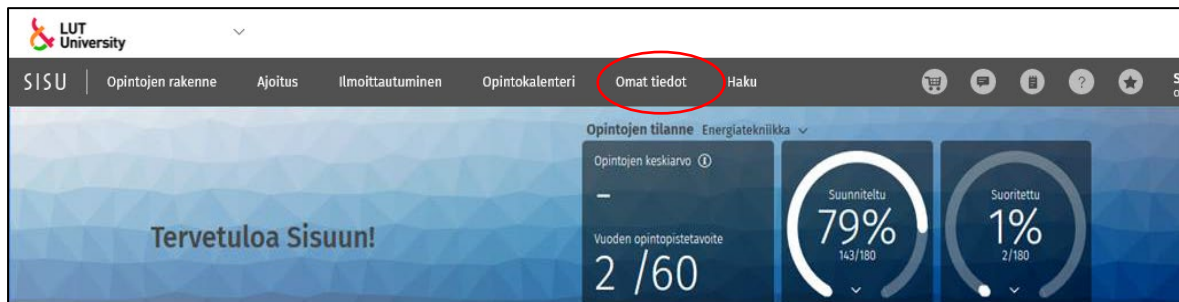 LUT
University
SISU Opintojen rakenne Ajoitus Ilmoittautuminen Opintokalenteri Omat tiedot Haku
Opintojen tilanne Energiatekniikka
Opintojen keskiarvo
–
Vuoden opintopistetavoite
2 /60
Suunniteltu
79%
143/180
Suoritettu
1%
2/180
Tervetuloa Sisuun!